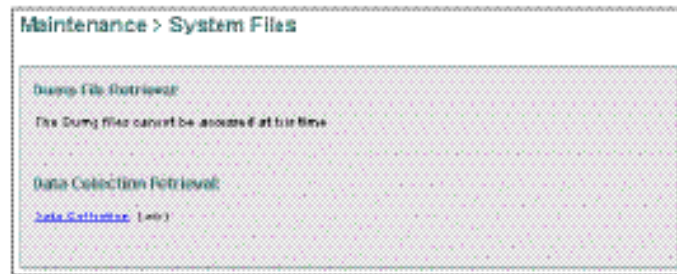 Maintenance > System Files
Dump File Retrieval:
The Dump files cannot be accessed at this time
Data Collection Retrieval:
Data Collection